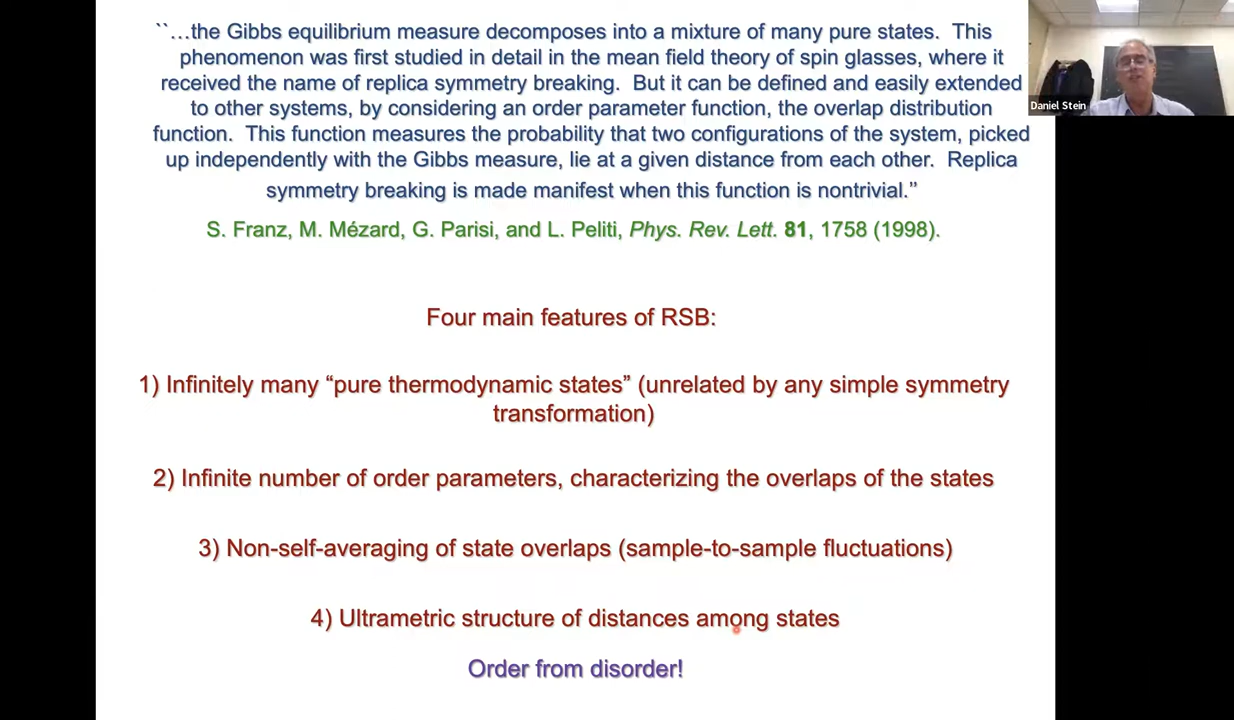 ``…the Gibbs equilibrium measure decomposes into a mixture of many pure states. This
phenomenon was first studied in detail in the mean field theory of spin glasses, where it
received the name of replica symmetry breaking. But it can be defined and easily extended
to other systems, by considering an order parameter function, the overlap distribution
function. This function measures the probability that two configurations of the system, picked
up independently with the Gibbs measure, lie at a given distance from each other. Replica
symmetry breaking is made manifest when this function is nontrivial.’’
S. Franz, M. Mézard, G. Parisi, and L. Peliti, Phys. Rev. Lett. 81, 1758 (1998).
Daniel Stein
Four main features of RSB:
1) Infinitely many “pure thermodynamic states” (unrelated by any simple symmetry
transformation)
2) Infinite number of order parameters, characterizing the overlaps of the states
3) Non-self-averaging of state overlaps (sample-to-sample fluctuations)
4) Ultrametric structure of distances among states
Order from disorder!